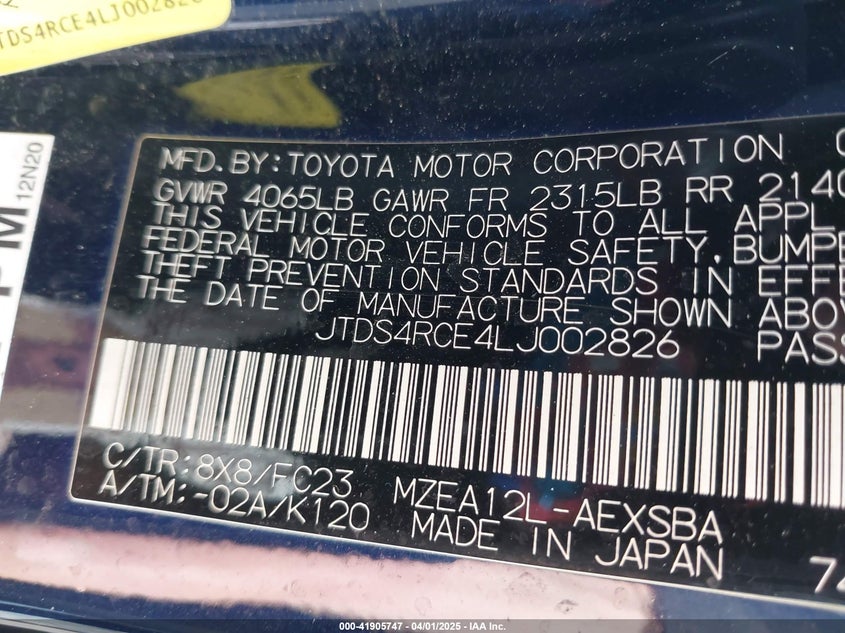 JTDS4RCE4LJ002826
12N20
MFD.BY:TOYOTA MOTOR CORPORATION
GVWR 4065LB GAWR FR 2315LB RR 2140
THIS VEHICLE CONFORMS TO ALL APPL
FEDERAL MOTOR VEHICLE SAFETY, BUMPE
THEFT PREVENTION STANDARDS IN EFFE
THE DATE OF MANUFACTURE SHOWN ABOV
JTDS4RCE4LJ002826 PASS
C/TR:8X8/FC23
A/TM:-02A/K120
MZEA12L-AEXSBA
MADE IN JAPAN
74
000-41905747 - 04/01/2025 - IAA Inc.